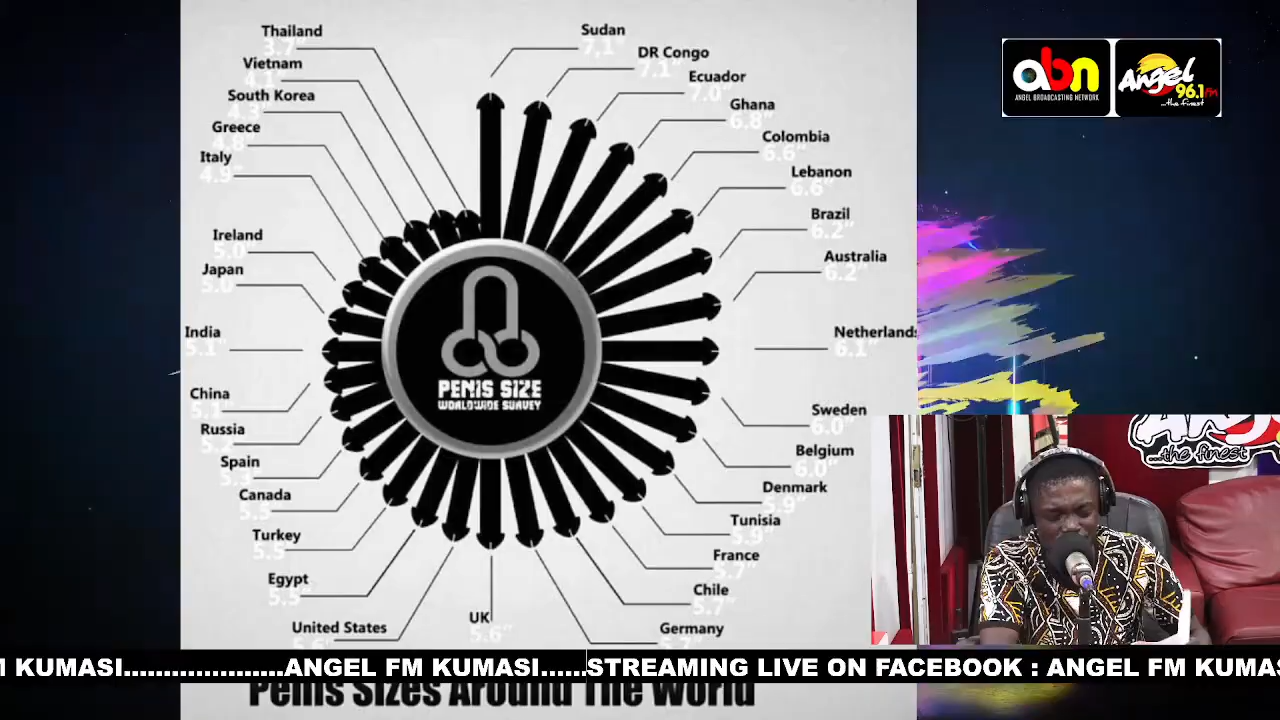 Thailand
3.7"
Vietnam
4.1"
South Korea
4.3"
Greece
4.8"
Italy
4.9"
Ireland
5.0"
Japan
5.0
India
5.1"
China
5.1
Russia
5.2
Spain
5.3
Canada
5.5
Turkey
5.5"
Egypt
5.5"
United States
5.6"
UK
5.6"
Sudan
7,1"
DR Congo
7.1"
Ecuador
7.0"
Ghana
6.8"
Colombia
6.6"
Lebanon
6.6"
Brazil
6.2"
Australia
6.2"
Netherlands
6.1"
Sweden
6.0"
Belgium
6.0"
Denmark
5.9"
Tunisia
5.9"
France
5.7"
Chile
5.7"
Germany
5.7"
PENIS SIZE
WORLDWIDE SURVEY
abn
ANGEL BROADCASTING NETWORK
Angel
96.1 FM
...the finest
...the finest
M KUMASI....................ANGEL FM KUMASI......STREAMING LIVE ON FACEBOOK : ANGEL FM KUMAS
Penis Sizes Around The World